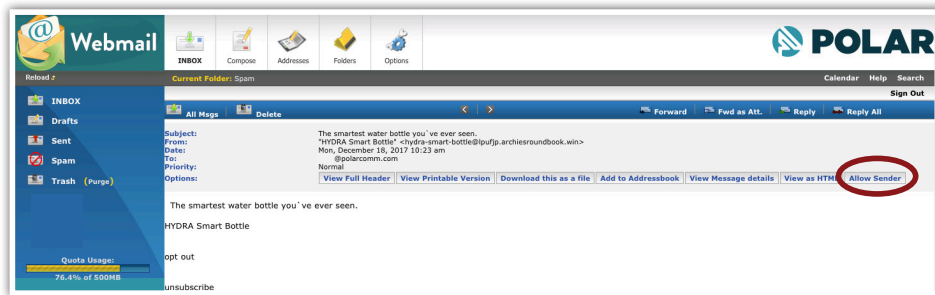 Webmail
INBOX Compose Addresses Folders Options
POLAR
Reload
Current Folder: Spam
Calendar Help Search
Sign Out
INBOX
Drafts
Sent
Spam
Trash (Purge)
Quota Usage:
76.4% of 500MB
All Msgs Delete < > Forward Fwd as Att. Reply Reply All
Subject: The smartest water bottle you`ve ever seen.
From: "HYDRA Smart Bottle" <hydra-smart-bottle@lpufjp.archiesroundbook.win>
Date: Mon, December 18, 2017 10:23 am
To: @polarcomm.com
Priority: Normal
Options: View Full Header View Printable Version Download this as a file Add to Addressbook View Message details View as HTML Allow Sender
The smartest water bottle you`ve ever seen.
HYDRA Smart Bottle
opt out
unsubscribe